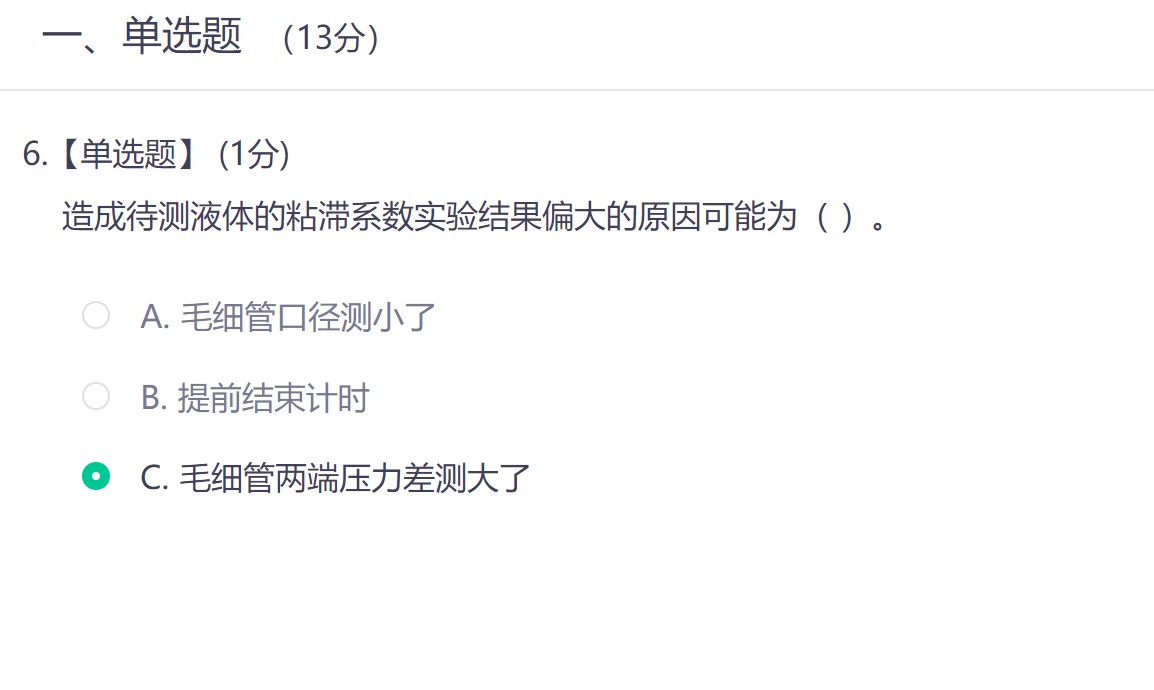 一、单选题 （13分）
6.【单选题】 (1分)
造成待测液体的粘滞系数实验结果偏大的原因可能为（ ）。
A. 毛细管口径测小了
B. 提前结束计时
C. 毛细管两端压力差测大了